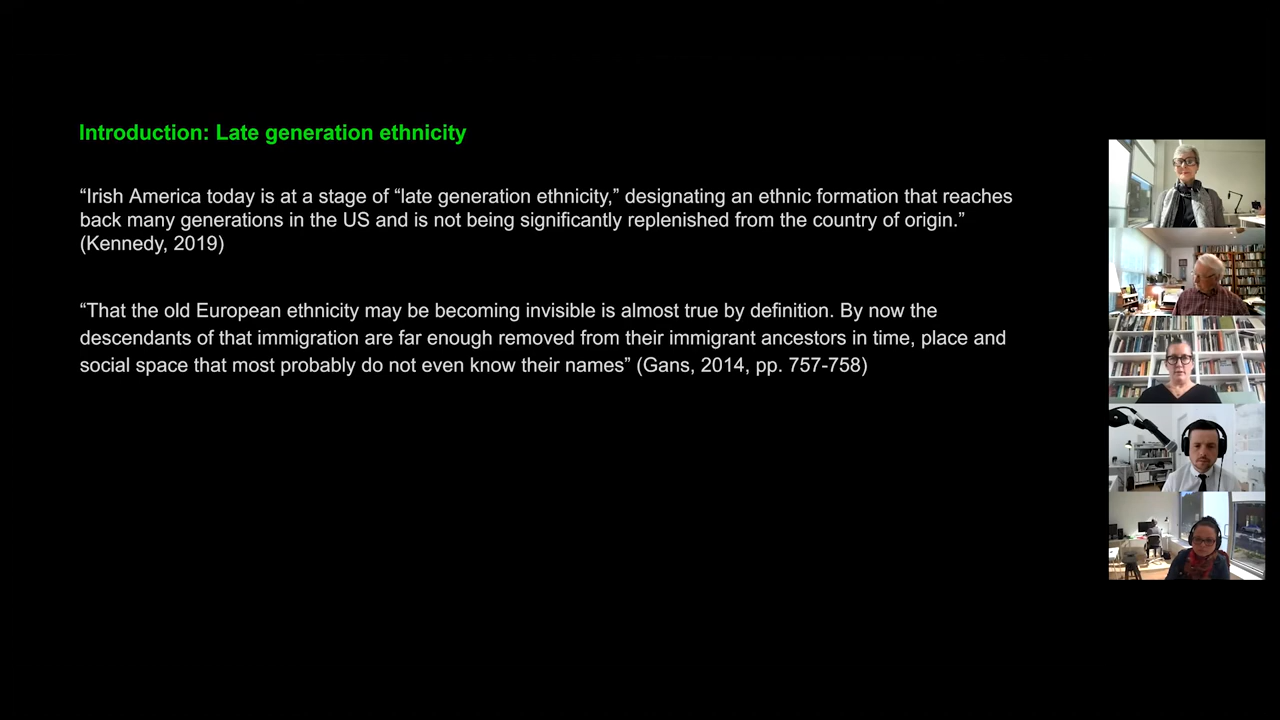 Introduction: Late generation ethnicity
“Irish America today is at a stage of “late generation ethnicity,” designating an ethnic formation that reaches
back many generations in the US and is not being significantly replenished from the country of origin.”
(Kennedy, 2019)
“That the old European ethnicity may be becoming invisible is almost true by definition. By now the
descendants of that immigration are far enough removed from their immigrant ancestors in time, place and
social space that most probably do not even know their names” (Gans, 2014, pp. 757-758)